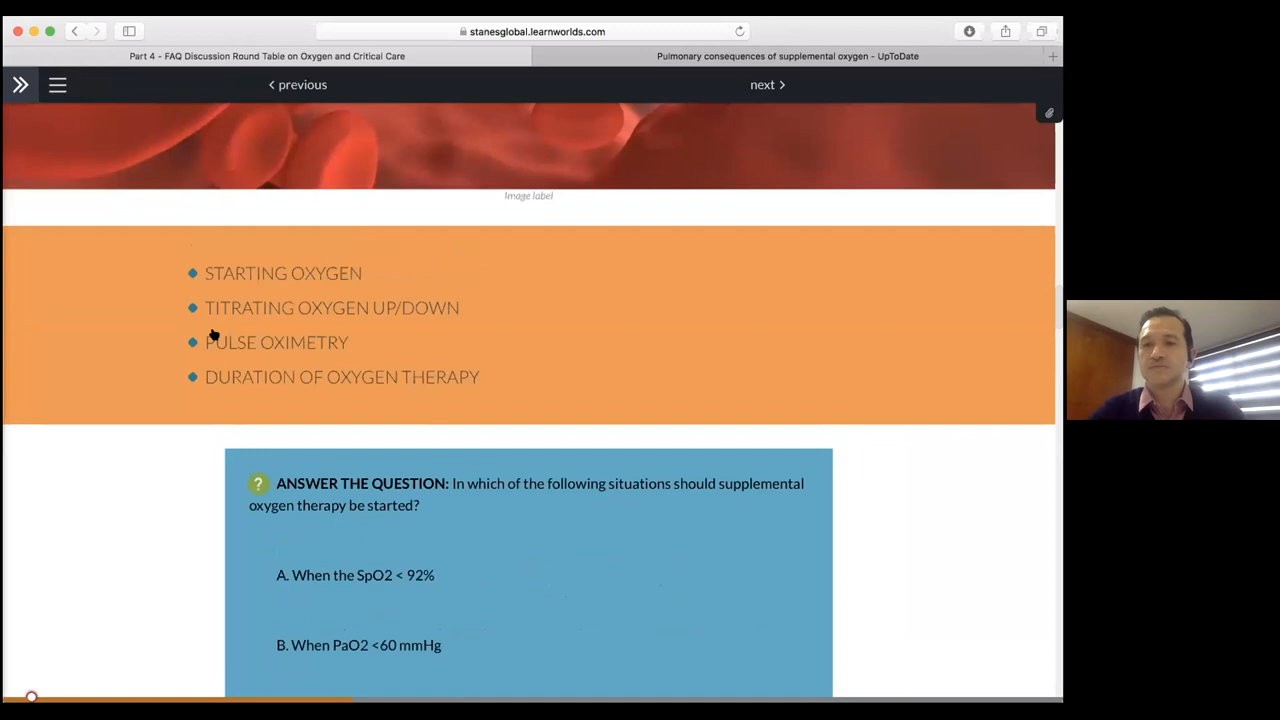 stanesglobal.learnworlds.com
Part 4 - FAQ Discussion Round Table on Oxygen and Critical Care
Pulmonary consequences of supplemental oxygen - UpToDate
previous
next
Image label
STARTING OXYGEN
TITRATING OXYGEN UP/DOWN
PULSE OXIMETRY
DURATION OF OXYGEN THERAPY
? ANSWER THE QUESTION: In which of the following situations should supplemental
oxygen therapy be started?
A. When the SpO2 < 92%
B. When PaO2 <60 mmHg